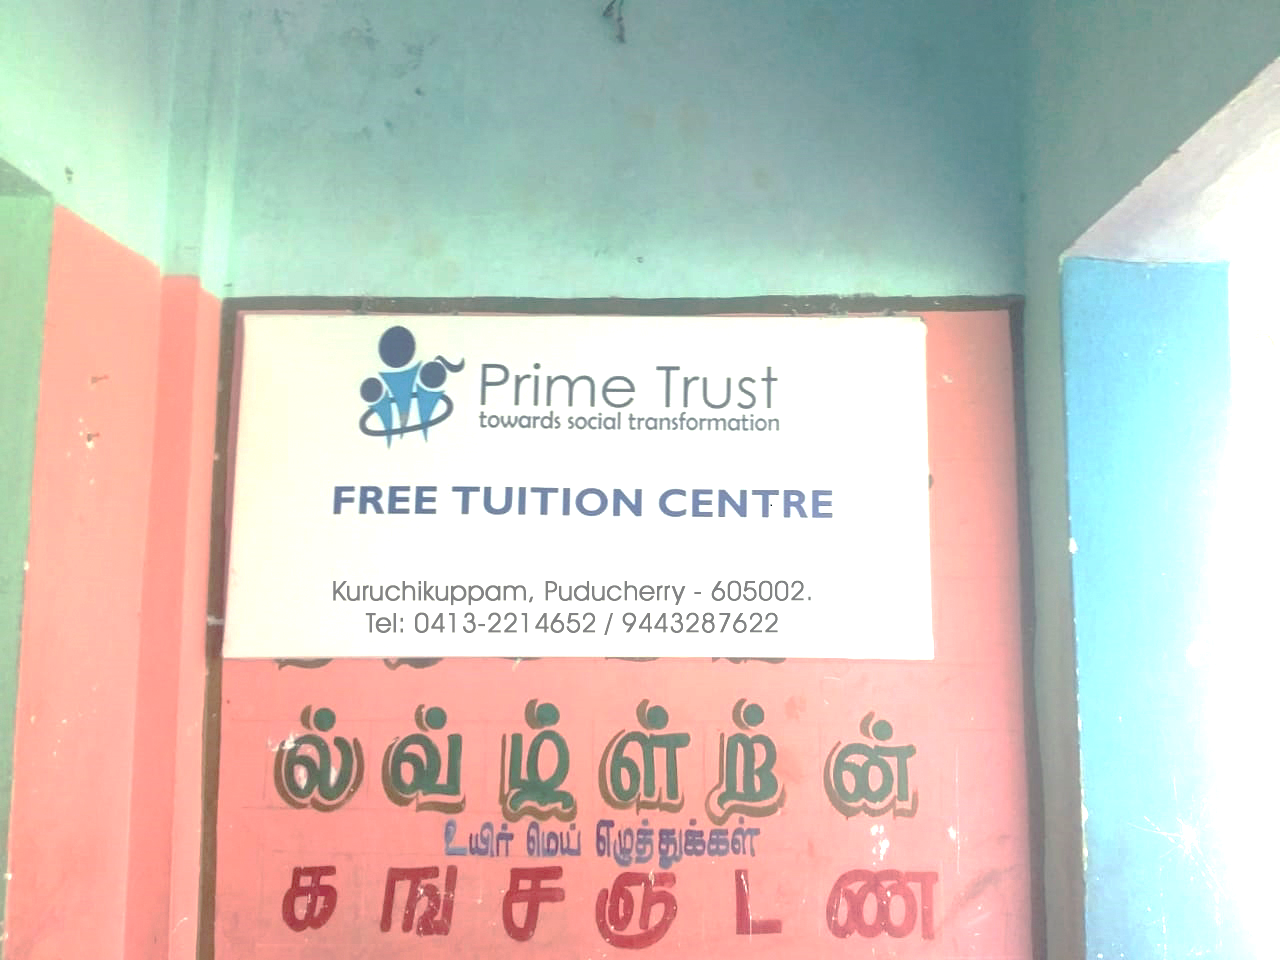 Prime Trust
towards social transformation
FREE TUITION CENTRE
Kuruchikuppam, Puducherry - 605002.
Tel: 0413-2214652 / 9443287622
ல் வ் ழ் ள் ற் ன்
உயிர் மெய் எழுத்துக்கள்
க ங ச ஞ ட ண